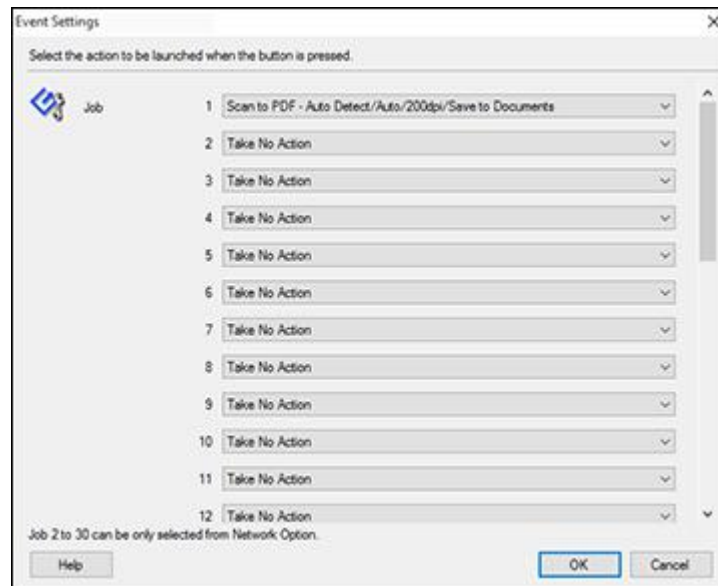 Event Settings
Select the action to be launched when the button is pressed.
Job 1 Scan to PDF - Auto Detect/Auto/200dpi/Save to Documents
2 Take No Action
3 Take No Action
4 Take No Action
5 Take No Action
6 Take No Action
7 Take No Action
8 Take No Action
9 Take No Action
10 Take No Action
11 Take No Action
12 Take No Action
Job 2 to 30 can be only selected from Network Option.
Help OK Cancel